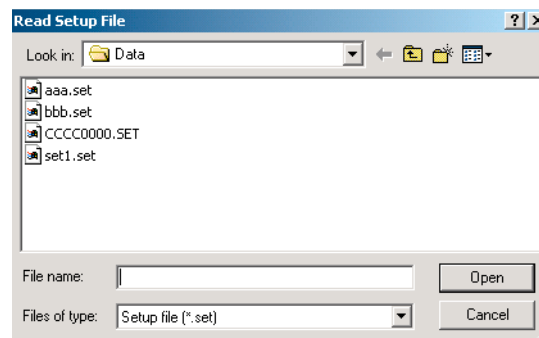 Read Setup File
Look in: Data
aaa.set
bbb.set
CCCC0000.SET
set1.set
File name: Open
Files of type: Setup file (*.set) Cancel